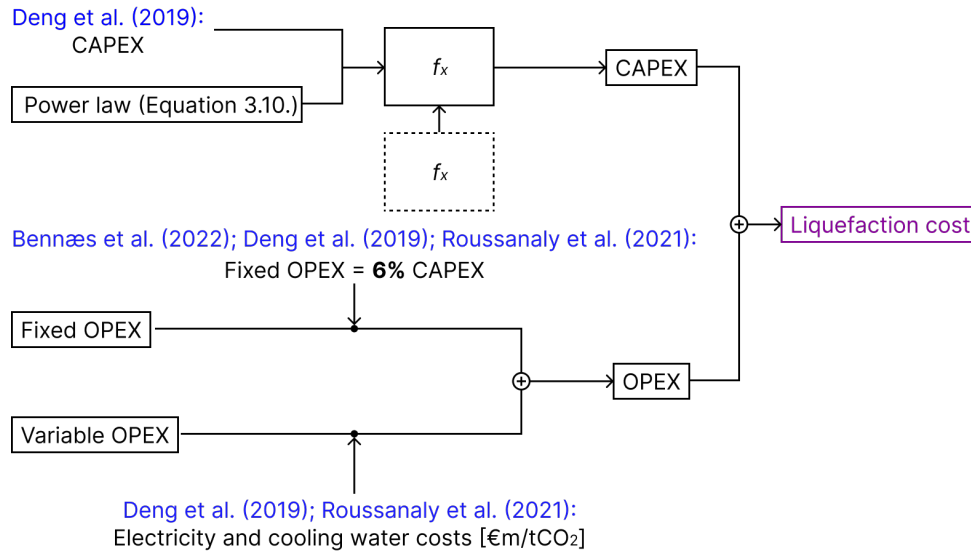 Deng et al. (2019):
CAPEX
Power law (Equation 3.10.)
fx
CAPEX
fx
Liquefaction cost
Bennæs et al. (2022); Deng et al. (2019); Roussanaly et al. (2021):
Fixed OPEX = 6% CAPEX
Fixed OPEX
OPEX
Variable OPEX
Deng et al. (2019); Roussanaly et al. (2021):
Electricity and cooling water costs [€m/tCO₂]